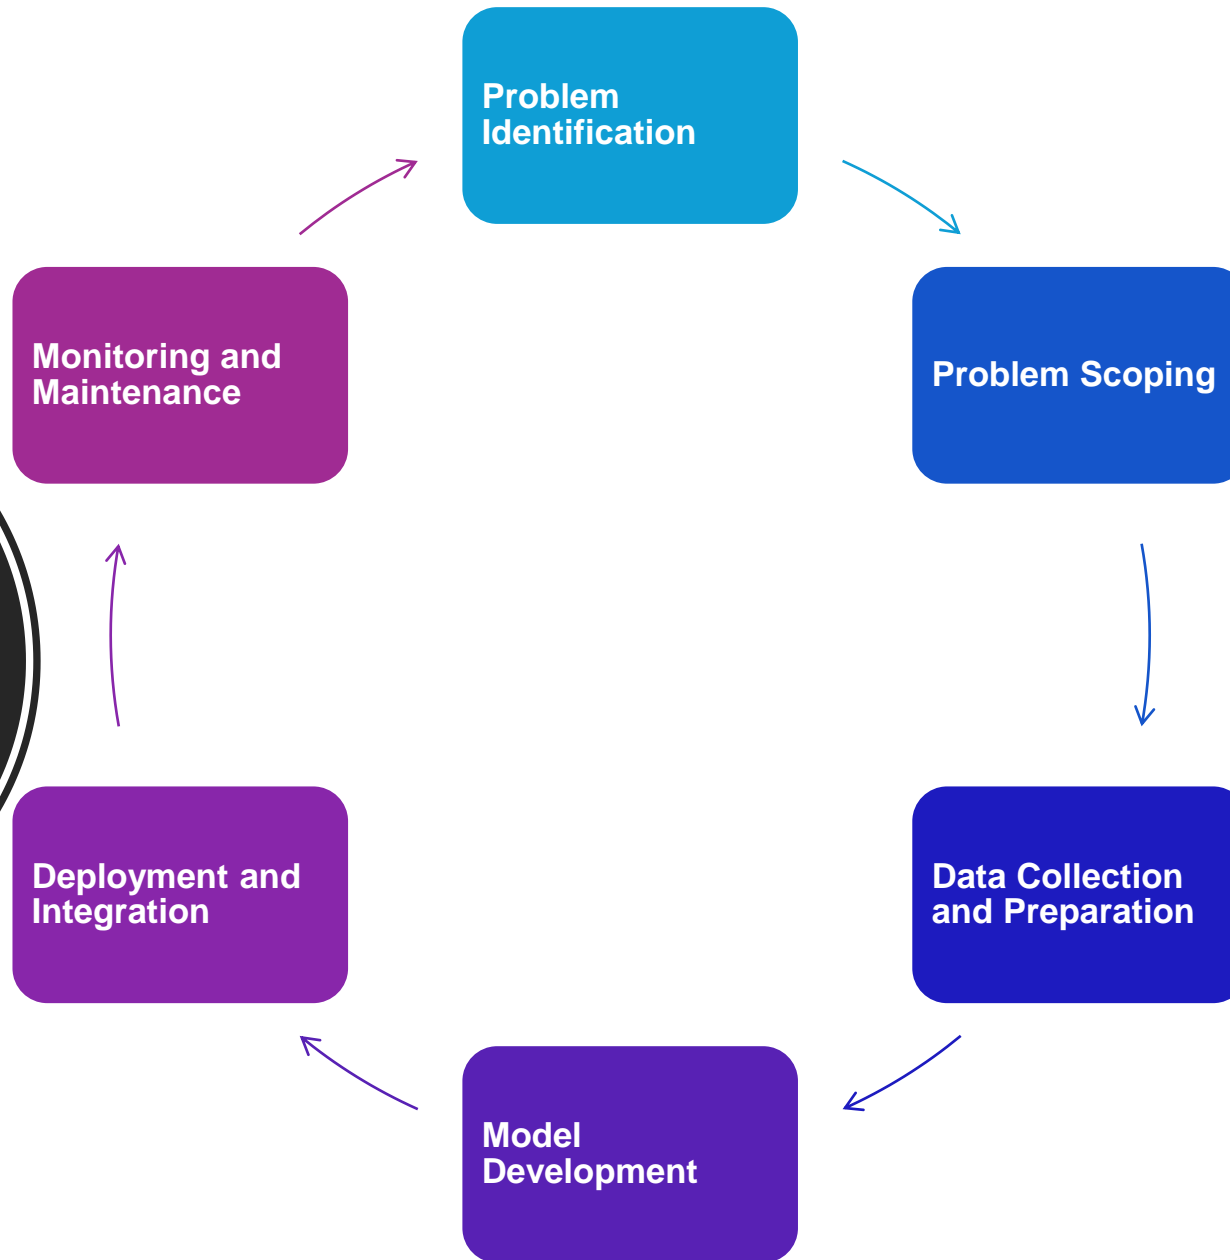 Problem
Identification
Problem Scoping
Data Collection
and Preparation
Model
Development
Deployment and
Integration
Monitoring and
Maintenance